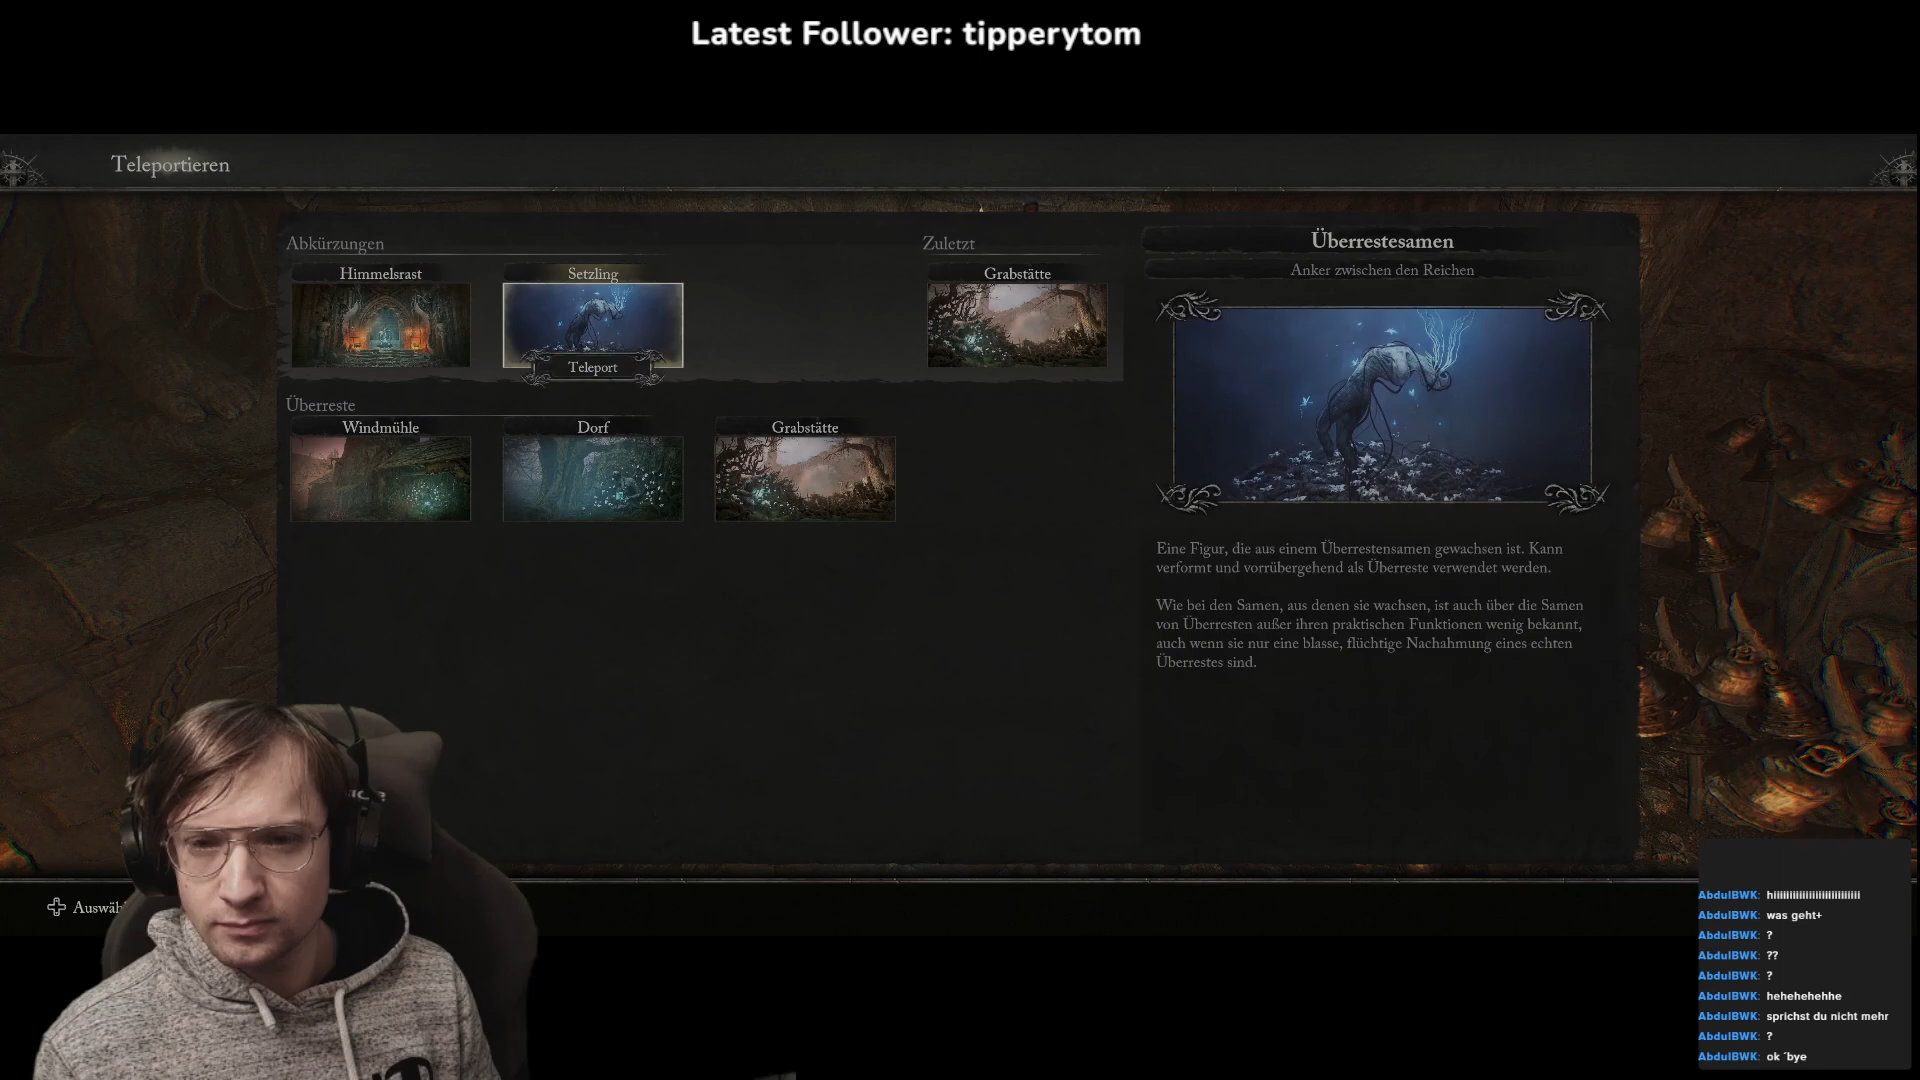 Latest Follower: tipperytom
Teleportieren
Abkürzungen
Himmelsrast
Setzling
Teleport
Zuletzt
Grabstätte
Überreste
Windmühle
Dorf
Grabstätte
Überrestesamen
Anker zwischen den Reichen
Eine Figur, die aus einem Überrestensamen gewachsen ist. Kann
verformt und vorrübergehend als Überreste verwendet werden.
Wie bei den Samen, aus denen sie wachsen, ist auch über die Samen
von Überresten außer ihren praktischen Funktionen wenig bekannt,
auch wenn sie nur eine blasse, flüchtige Nachahmung eines echten
Überrestes sind.
AbdulBWK: hiiiiiiiiiiiiiiiiiiiiiiiiii
AbdulBWK: was geht+
AbdulBWK: ?
AbdulBWK: ??
AbdulBWK: ?
AbdulBWK: hehehehehhe
AbdulBWK: sprichst du nicht mehr
AbdulBWK: ?
AbdulBWK: ok ´bye